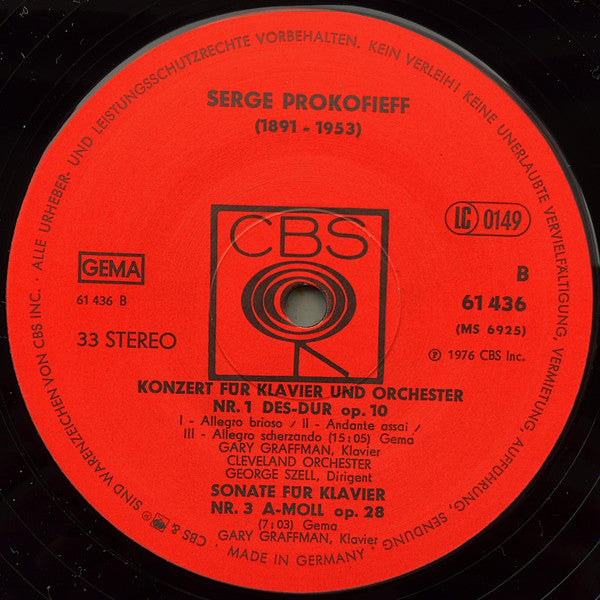 ALLE URHEBER- UND LEISTUNGSSCHUTZRECHTE VORBEHALTEN. KEIN VERLEIH! KEINE UNERLAUBTE VERVIELFÄLTIGUNG, VERMIETUNG, AUFFÜHRUNG, SENDUNG
SERGE PROKOFIEFF
(1891 - 1953)
CBS
LC 0149
GEMA
B
61 436 B
61 436
(MS 6925)
33 STEREO
℗ 1976 CBS Inc.
KONZERT FÜR KLAVIER UND ORCHESTER
NR. 1 DES-DUR op. 10
I - Allegro brioso / II - Andante assai /
III - Allegro scherzando (15:05) Gema
GARY GRAFFMAN, Klavier
CLEVELAND ORCHESTER
GEORGE SZELL, Dirigent
SONATE FÜR KLAVIER
NR. 3 A-MOLL op. 28
(7:03) Gema
GARY GRAFFMAN, Klavier
· MADE IN GERMANY ·
CBS & ® SIND WARENZEICHEN VON CBS INC. ·